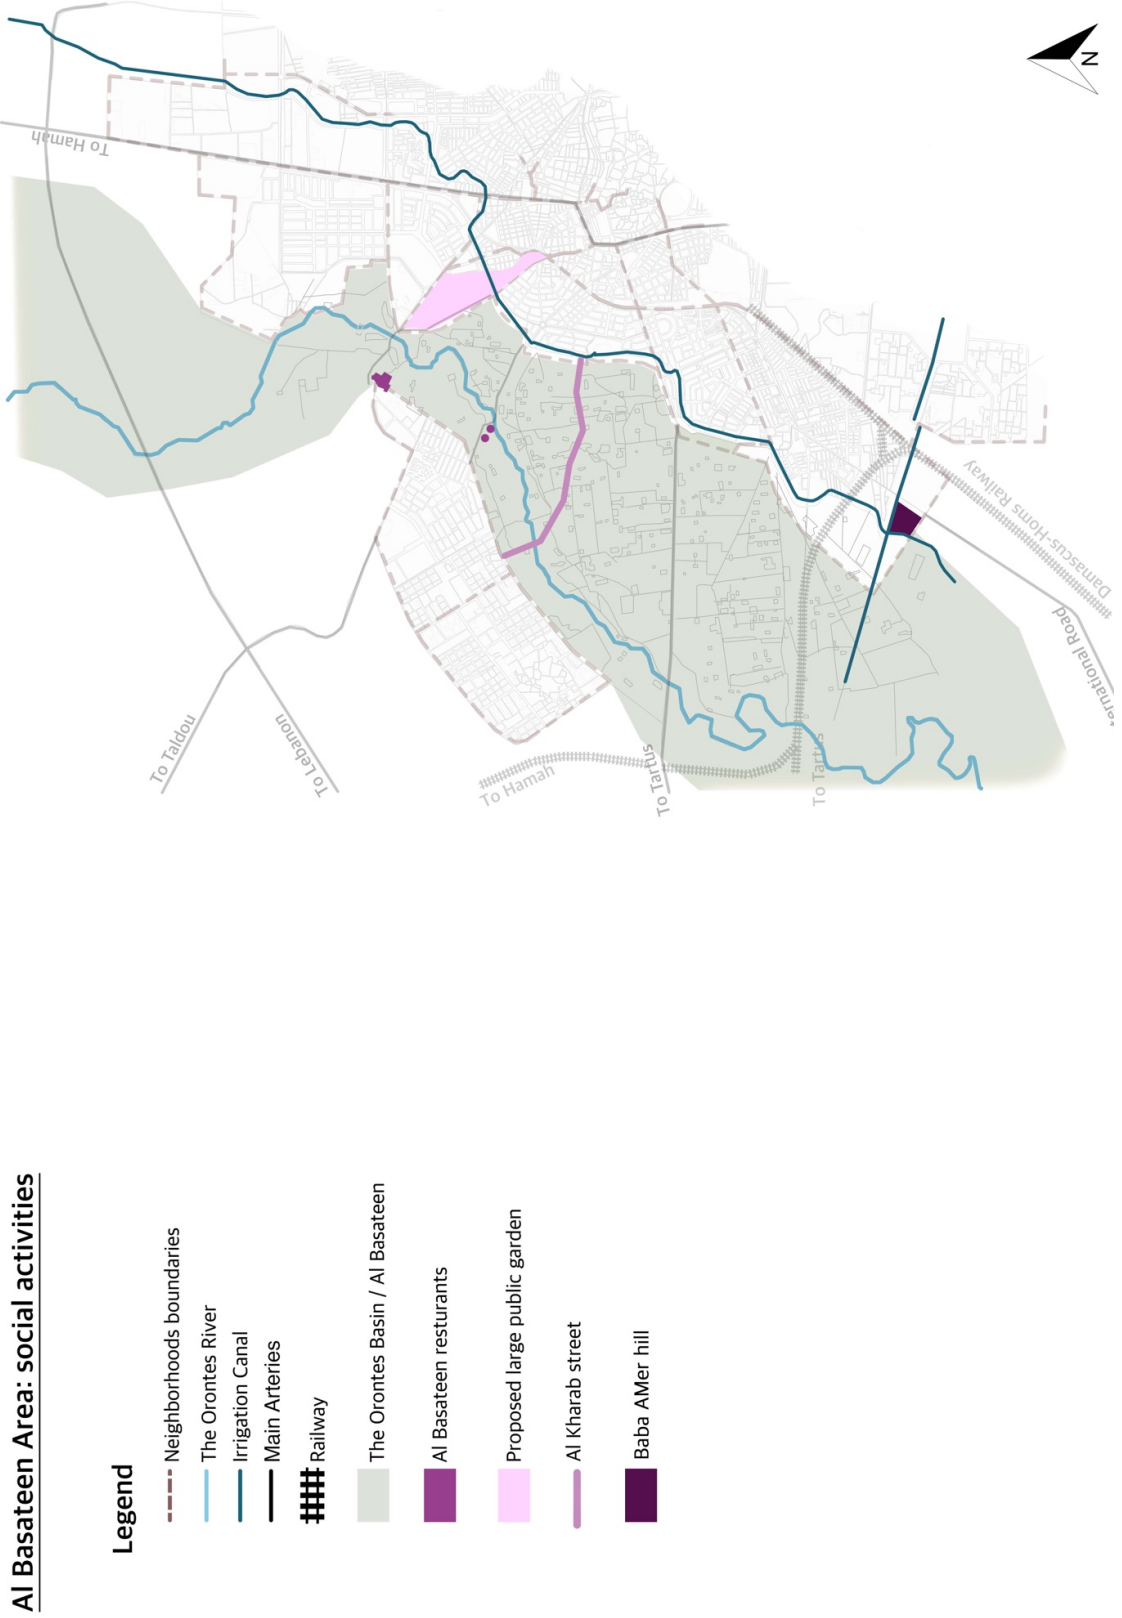 Al Basateen Area: social activities
Legend
Neighborhoods boundaries
The Orontes River
Irrigation Canal
Main Arteries
Railway
The Orontes Basin / Al Basateen
Al Basateen resturants
Proposed large public garden
Al Kharab street
Baba AMer hill
To Hamah
To Taldou
To Lebanon
To Hamah
To Tartus
To Tartus
Damascus-Homs Railway
ternational Road
N